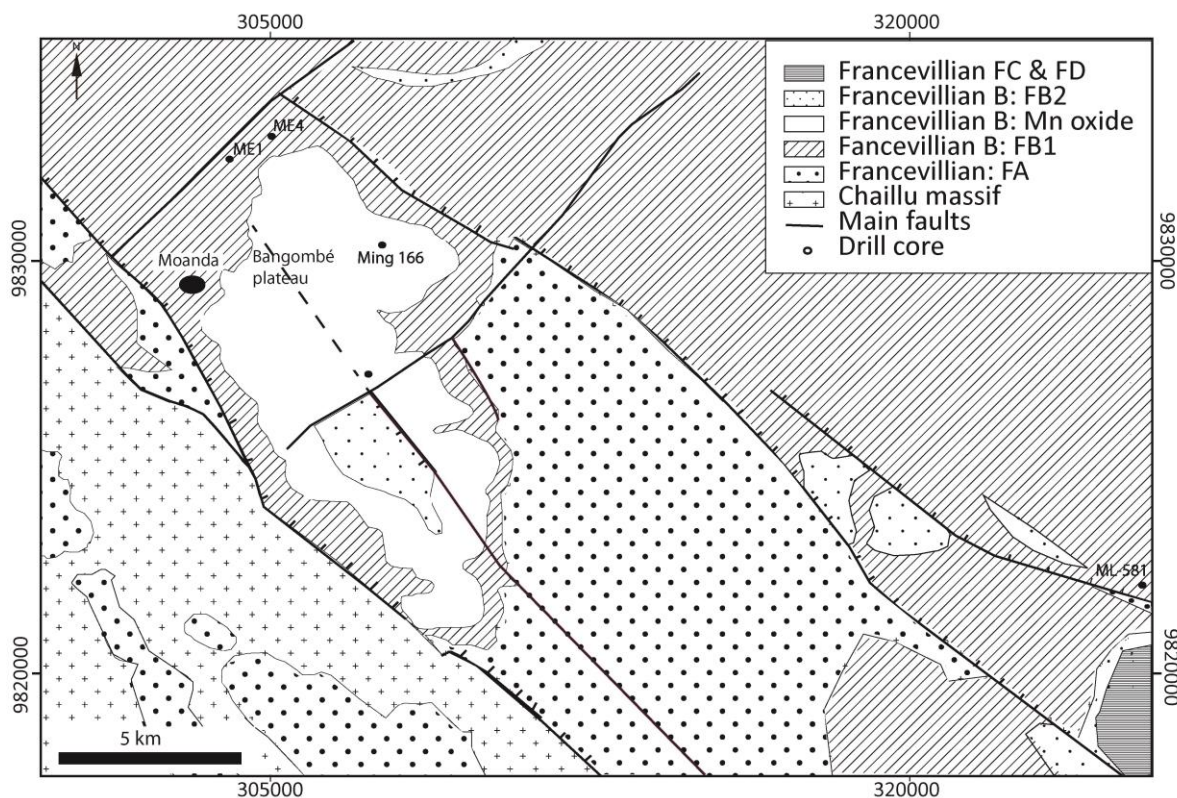 305000
320000
N
Francevillian FC & FD
Francevillian B: FB2
Francevillian B: Mn oxide
Fancevillian B: FB1
Francevillian: FA
Chaillu massif
Main faults
Drill core
ME4
ME1
9830000
9830000
Moanda
Bangombé
plateau
Ming 166
ML-581
9820000
9820000
5 km
305000
320000